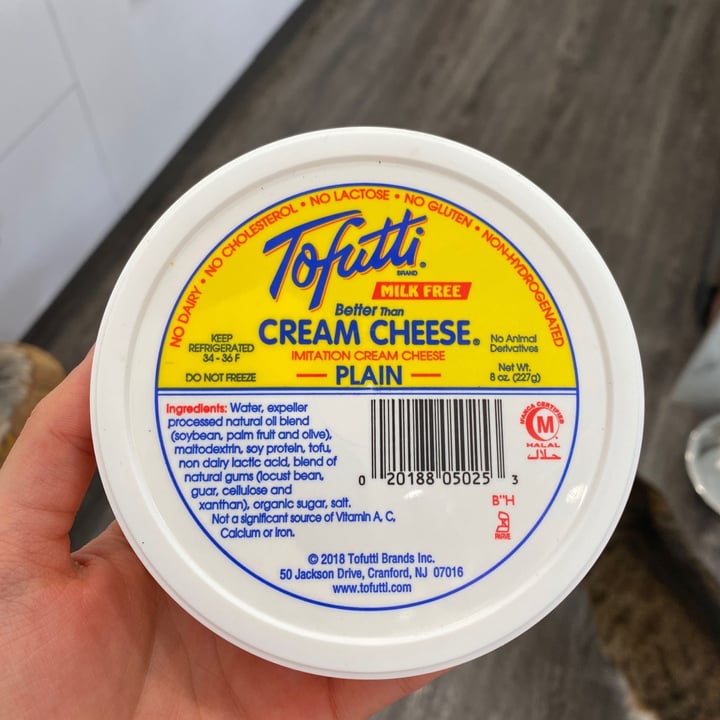 NO DAIRY • NO CHOLESTEROL • NO LACTOSE • NO GLUTEN • NON-HYDROGENATED
Tofutti®
BRAND
MILK FREE
Better Than
CREAM CHEESE®
IMITATION CREAM CHEESE
PLAIN
KEEP
REFRIGERATED
34 - 36 F
DO NOT FREEZE
No Animal
Derivatives
Net Wt.
8 oz. (227g)
Ingredients: Water, expeller
processed natural oil blend
(soybean, palm fruit and olive),
maltodextrin, soy protein, tofu,
non dairy lactic acid, blend of
natural gums (locust bean,
guar, cellulose and
xanthan), organic sugar, salt.
Not a significant source of Vitamin A, C,
Calcium or Iron.
0 20188 05025 3
IFANCA CERTIFIED
M
HALAL
حلال
B"H
PARVE
© 2018 Tofutti Brands Inc.
50 Jackson Drive, Cranford, NJ 07016
www.tofutti.com